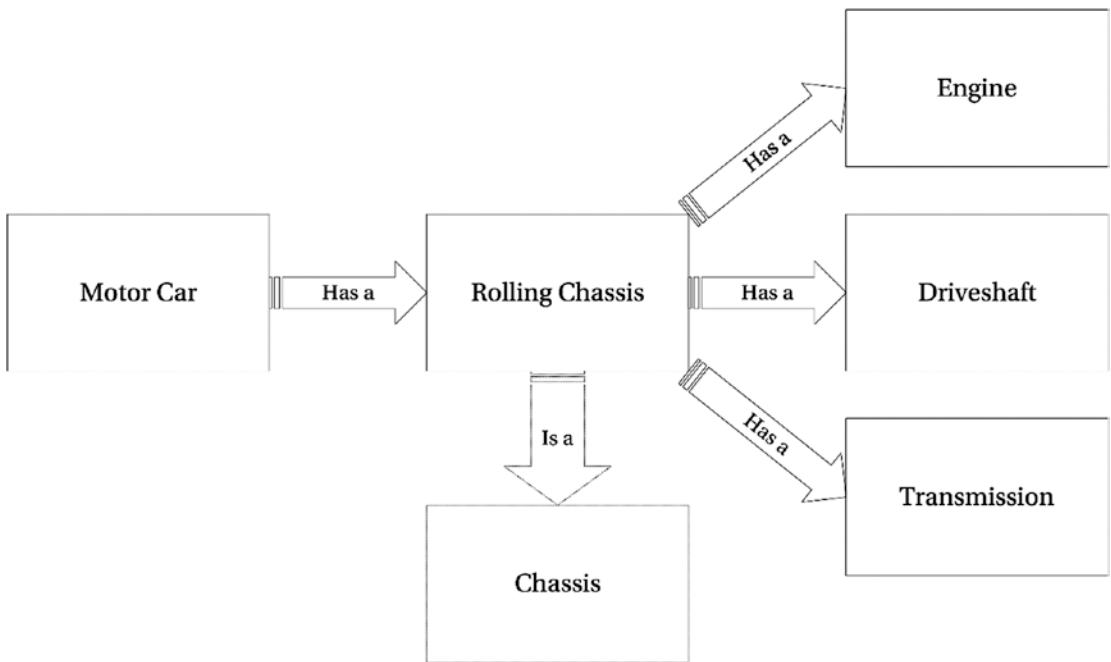 Engine
Has a
Motor Car
Has a
Rolling Chassis
Has a
Driveshaft
Is a
Has a
Transmission
Chassis